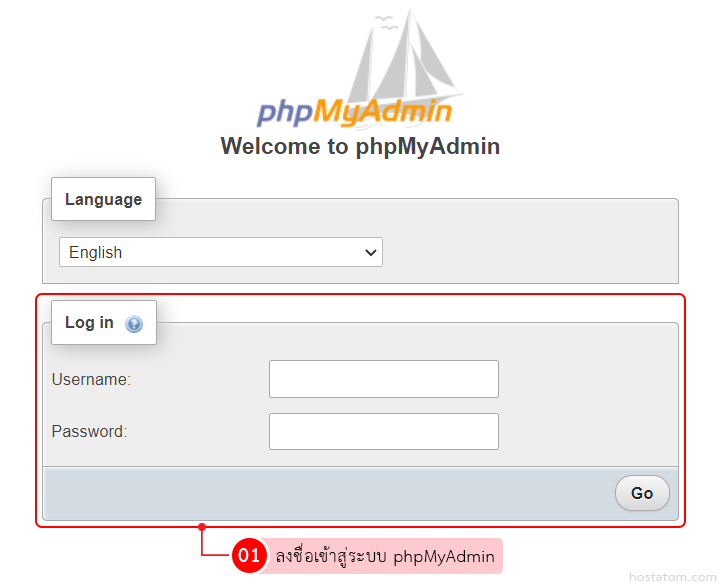 phpMyAdmin
Welcome to phpMyAdmin
Language
English
Log in ?
Username:
Password:
Go
01 ลงชื่อเข้าสู่ระบบ phpMyAdmin
hostatom.com